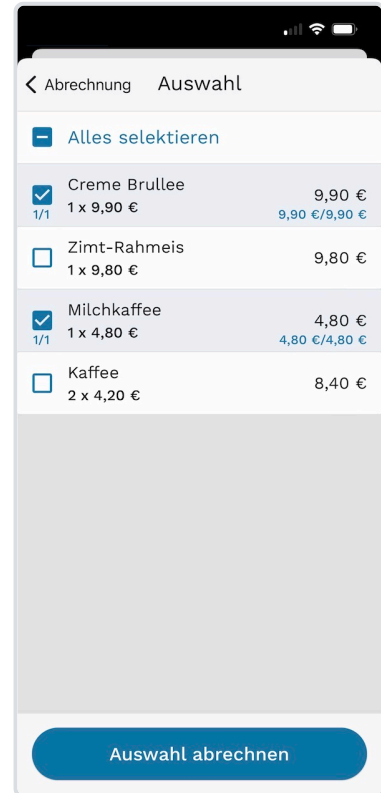 Abrechnung Auswahl
Alles selektieren
Creme Brullee
9,90 €
1/1 1 x 9,90 €
9,90 €/9,90 €
Zimt-Rahmeis
9,80 €
1 x 9,80 €
Milchkaffee
4,80 €
1/1 1 x 4,80 €
4,80 €/4,80 €
Kaffee
8,40 €
2 x 4,20 €
Auswahl abrechnen